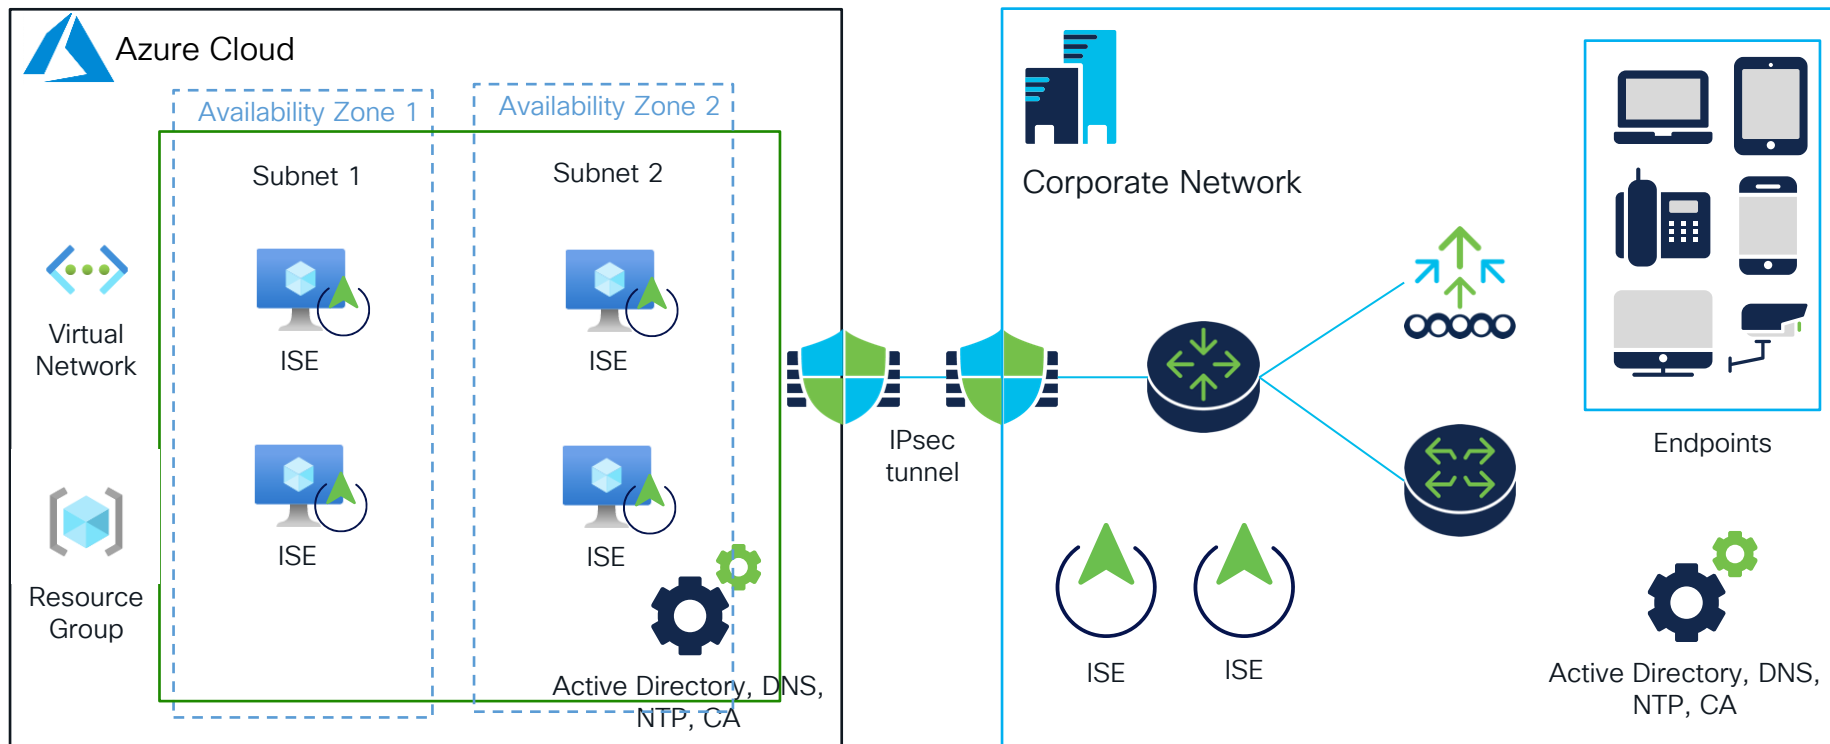 Azure Cloud
Availability Zone 1
Availability Zone 2
Subnet 1
Subnet 2
Virtual
Network
ISE
ISE
ISE
ISE
Resource
Group
Active Directory, DNS,
NTP, CA
IPsec
tunnel
Corporate Network
Endpoints
ISE
ISE
Active Directory, DNS,
NTP, CA